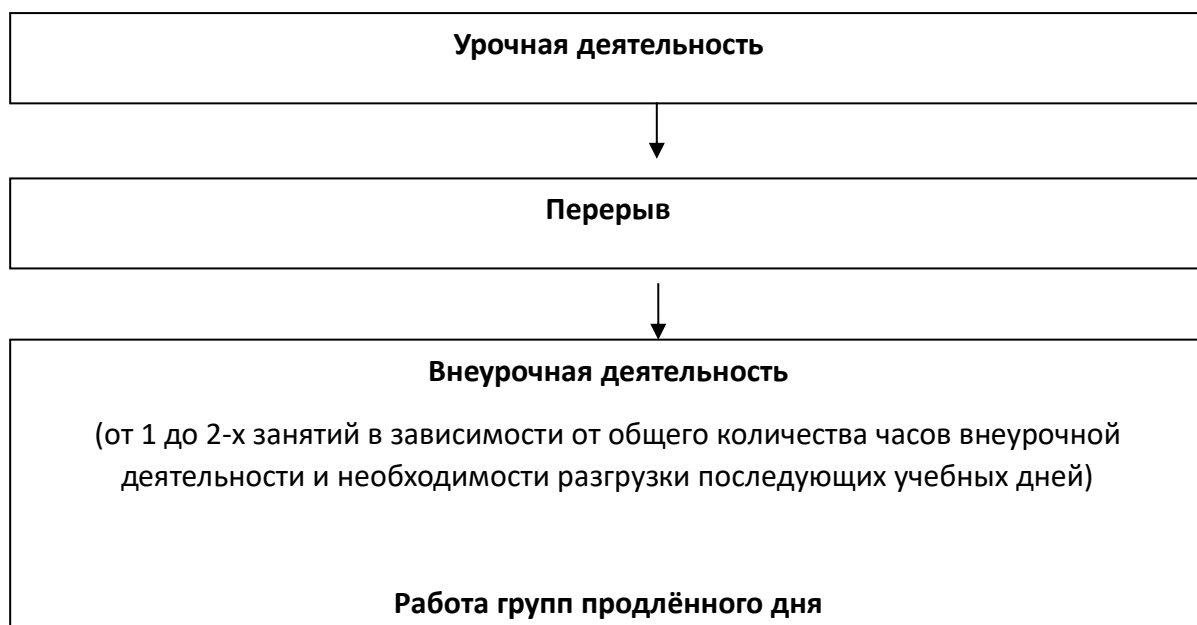 Урочная деятельность
Перерыв
Внеурочная деятельность
(от 1 до 2-х занятий в зависимости от общего количества часов внеурочной
деятельности и необходимости разгрузки последующих учебных дней)
Работа групп продлённого дня